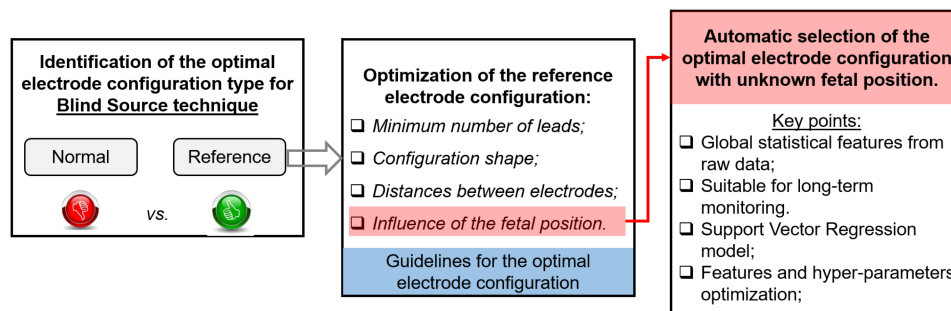 Identification of the optimal
electrode configuration type for
Blind Source technique
Normal
Reference
vs.
Optimization of the reference
electrode configuration:
❑ Minimum number of leads;
❑ Configuration shape;
❑ Distances between electrodes;
❑ Influence of the fetal position.
Guidelines for the optimal
electrode configuration
Automatic selection of the
optimal electrode configuration
with unknown fetal position.
Key points:
❑ Global statistical features from
raw data;
❑ Suitable for long-term
monitoring.
❑ Support Vector Regression
model;
❑ Features and hyper-parameters
optimization;